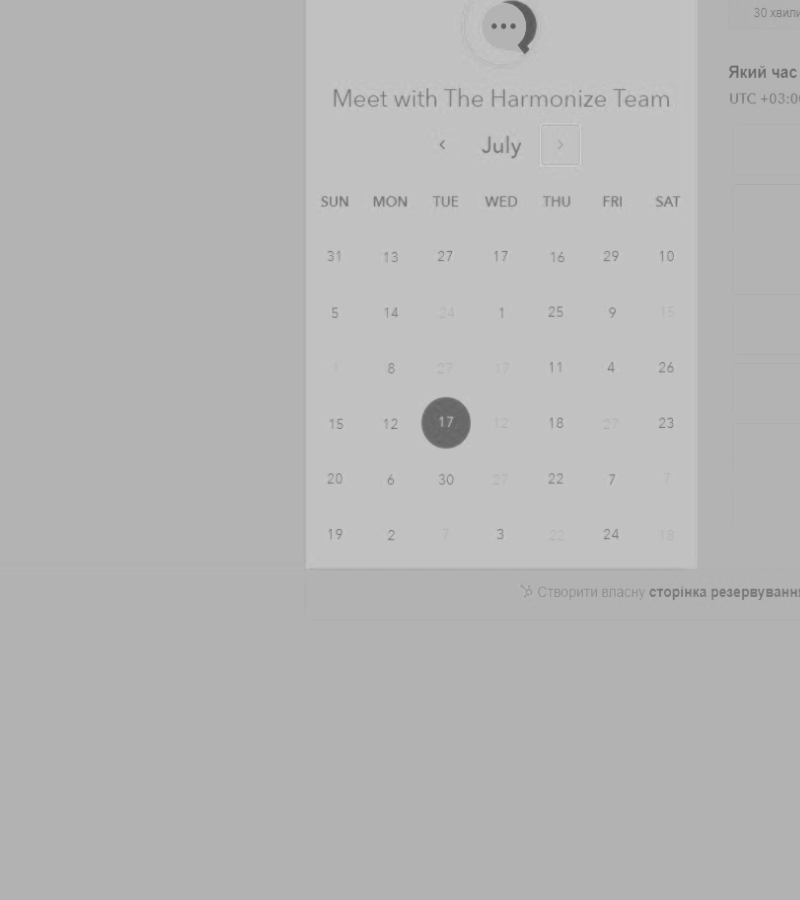 30 хвили
Який час
UTC +03:00
Meet with The Harmonize Team
July
SUN MON TUE WED THU FRI SAT
31 13 27 17 16 29 10
5 14 24 1 25 9 15
1 8 27 17 11 4 26
15 12 17 12 18 27 23
20 6 30 27 22 7 7
19 2 7 3 22 24 18
Створити власну сторінка резервування